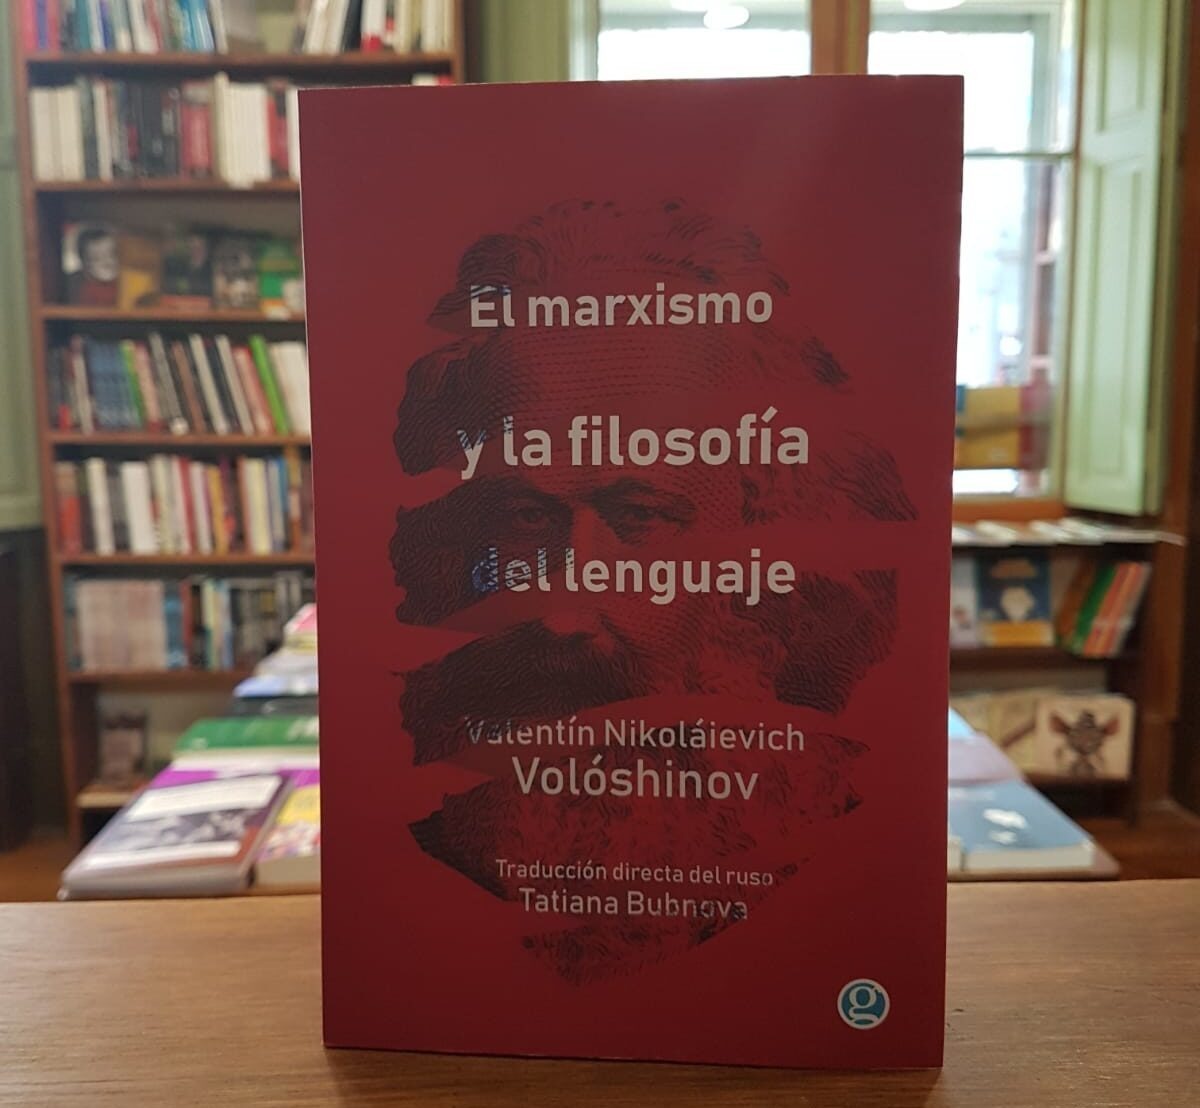 El marxismo
y la filosofía
del lenguaje
Valentín Nikoláievich
Volóshinov
Traducción directa del ruso
Tatiana Bubnova
g